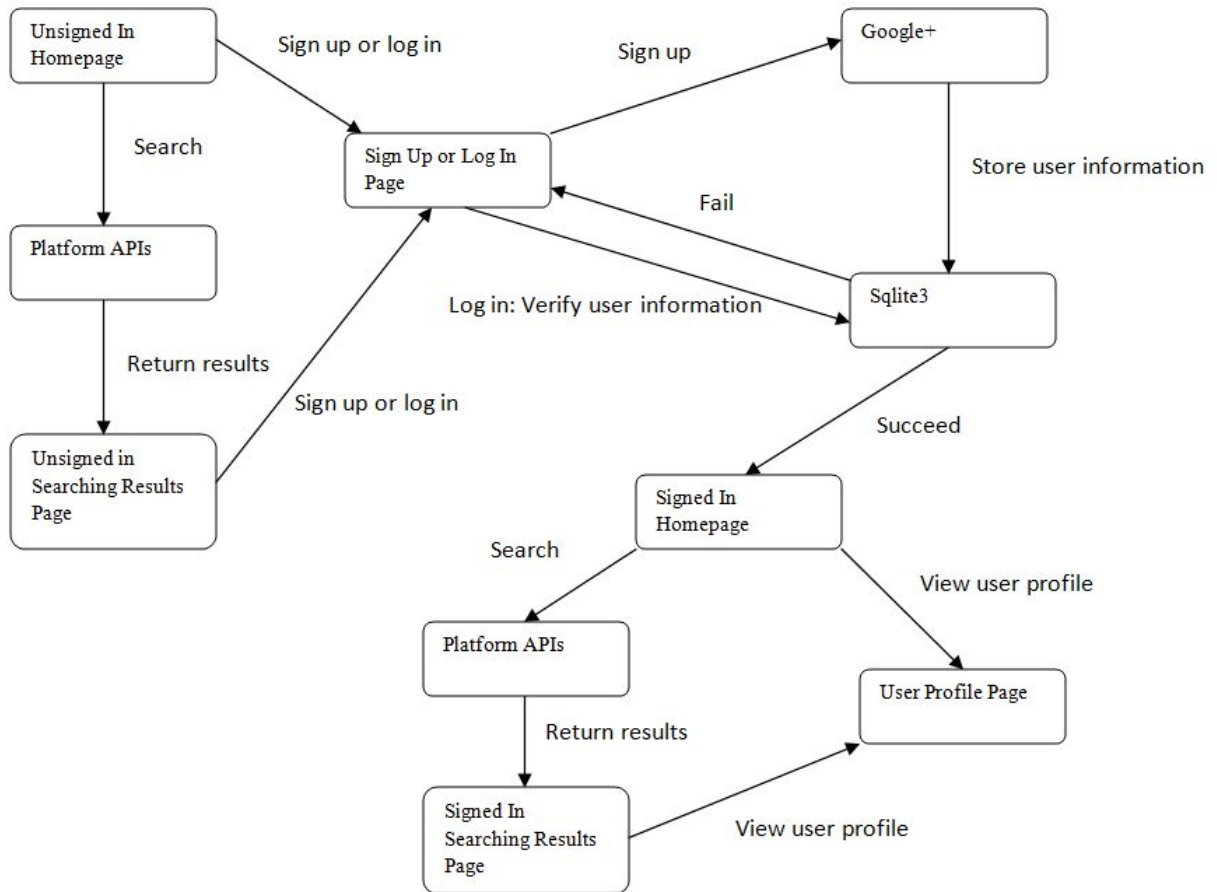 Unsigned In
Homepage
Sign up or log in
Sign up
Google+
Search
Sign Up or Log In
Page
Store user information
Fail
Platform APIs
Log in: Verify user information
Sqlite3
Return results
Sign up or log in
Succeed
Unsigned in
Searching Results
Page
Signed In
Homepage
Search
View user profile
Platform APIs
User Profile Page
Return results
Signed In
Searching Results
Page
View user profile